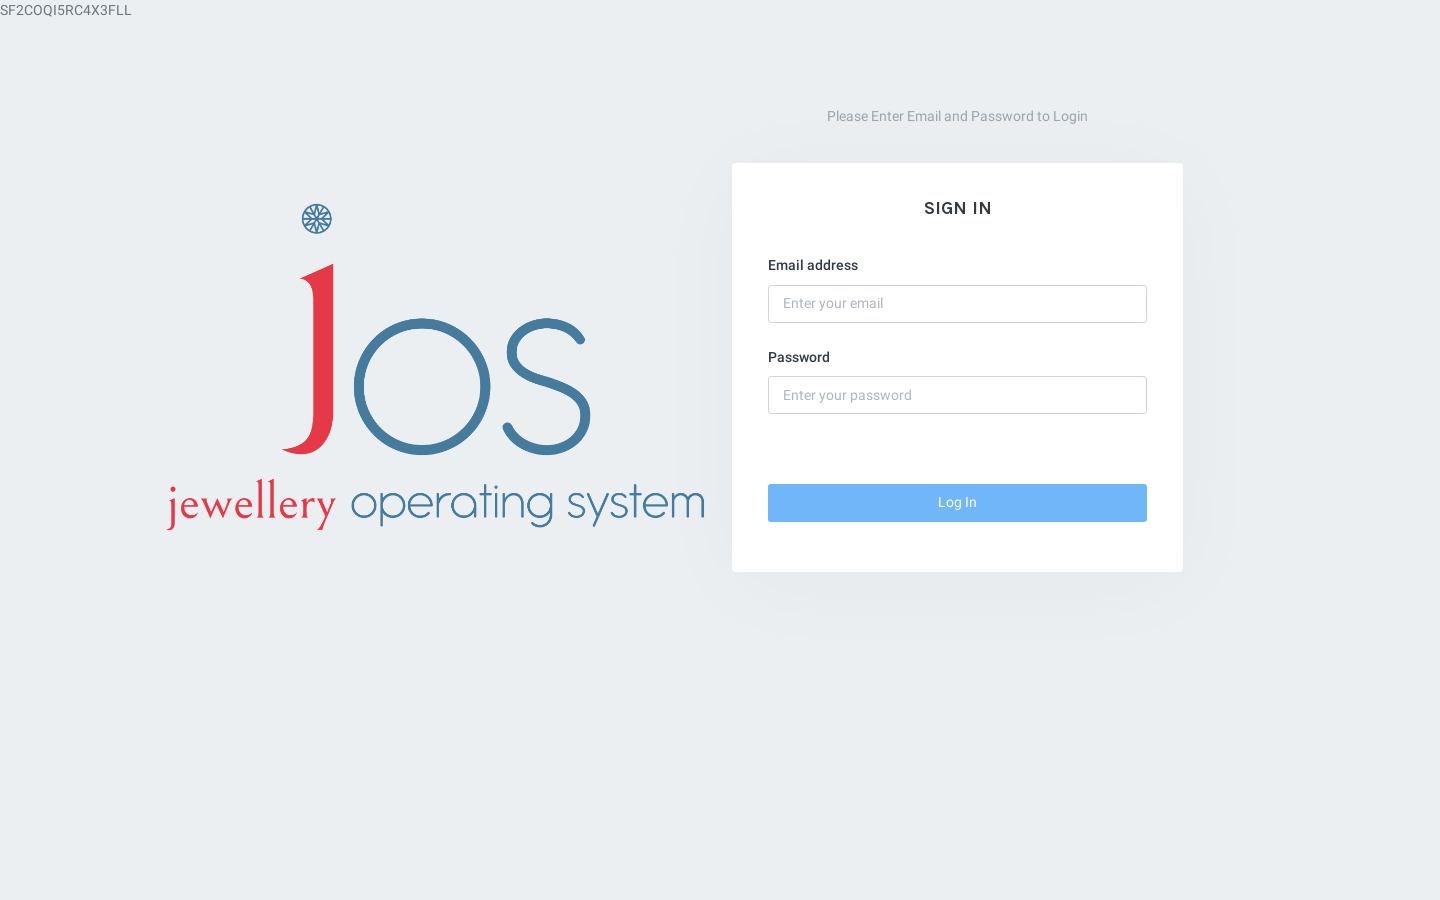 SF2COQI5RC4X3FLL
Please Enter Email and Password to Login
jos
jewellery operating system
SIGN IN
Email address
Enter your email
Password
Enter your password
Log In